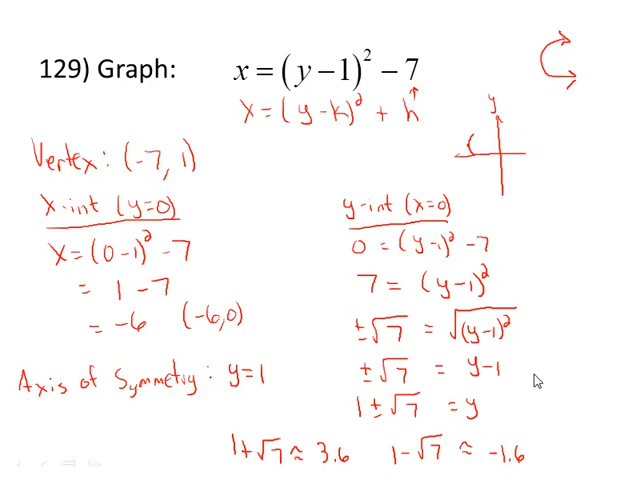 129) Graph: x = (y − 1)² − 7
x = (y − k)² + h
y
Vertex: (-7, 1)
x-int (y=0)
x = (0-1)² - 7
= 1 - 7
= -6 (-6,0)
Axis of Symmetry: y=1
y-int (x=0)
0 = (y-1)² - 7
7 = (y-1)²
±√7 = √(y-1)²
±√7 = y-1
1±√7 = y
1+√7 ≈ 3.6 1-√7 ≈ -1.6